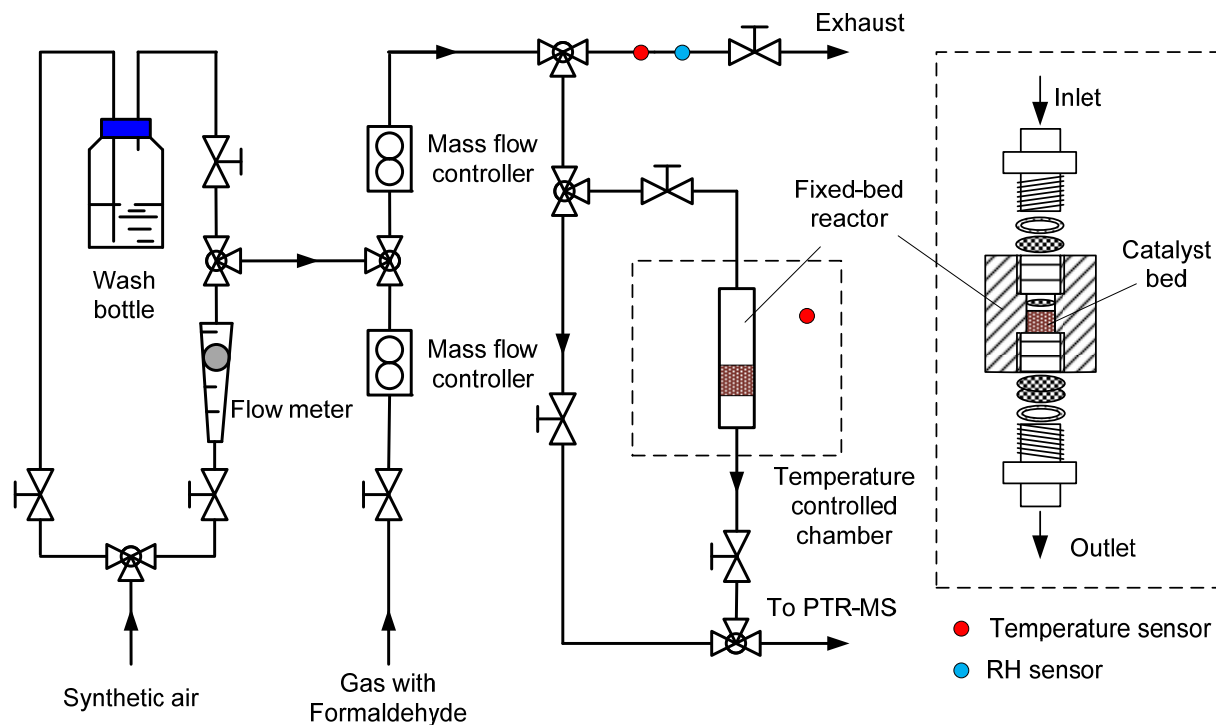 Exhaust
Inlet
Mass flow
controller
Fixed-bed
reactor
Catalyst
bed
Wash
bottle
Mass flow
controller
Flow meter
Temperature
controlled
chamber
Outlet
To PTR-MS
Temperature sensor
RH sensor
Synthetic air
Gas with
Formaldehyde